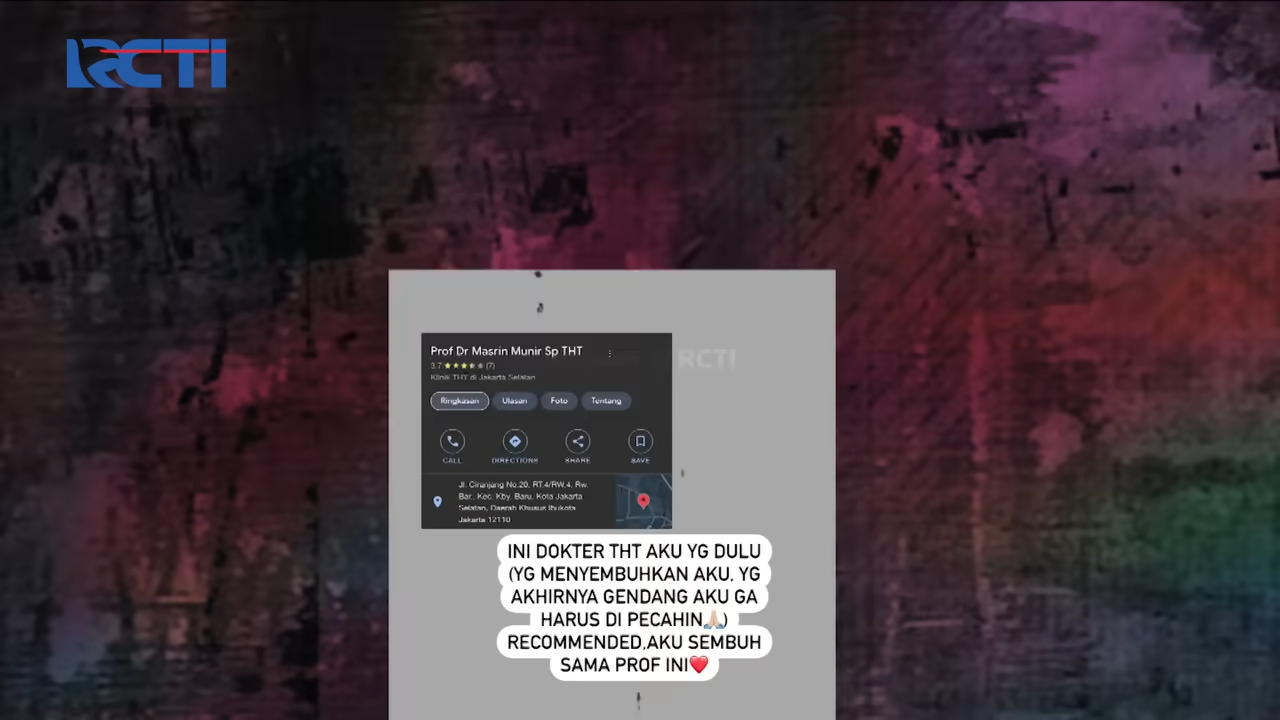 RCTI
Prof Dr Masrin Munir Sp THT
3.7 (7)
Klinik THT di Jakarta Selatan
Ringkasan Ulasan Foto Tentang
CALL DIRECTIONS SHARE SAVE
Jl. Ciranjang No.20, RT.4/RW.4, Rw.
Bar., Kec. Kby. Baru, Kota Jakarta
Selatan, Daerah Khusus Ibukota
Jakarta 12110
RCTI
INI DOKTER THT AKU YG DULU
(YG MENYEMBUHKAN AKU, YG
AKHIRNYA GENDANG AKU GA
HARUS DI PECAHIN🙏🏻)
RECOMMENDED,AKU SEMBUH
SAMA PROF INI❤️